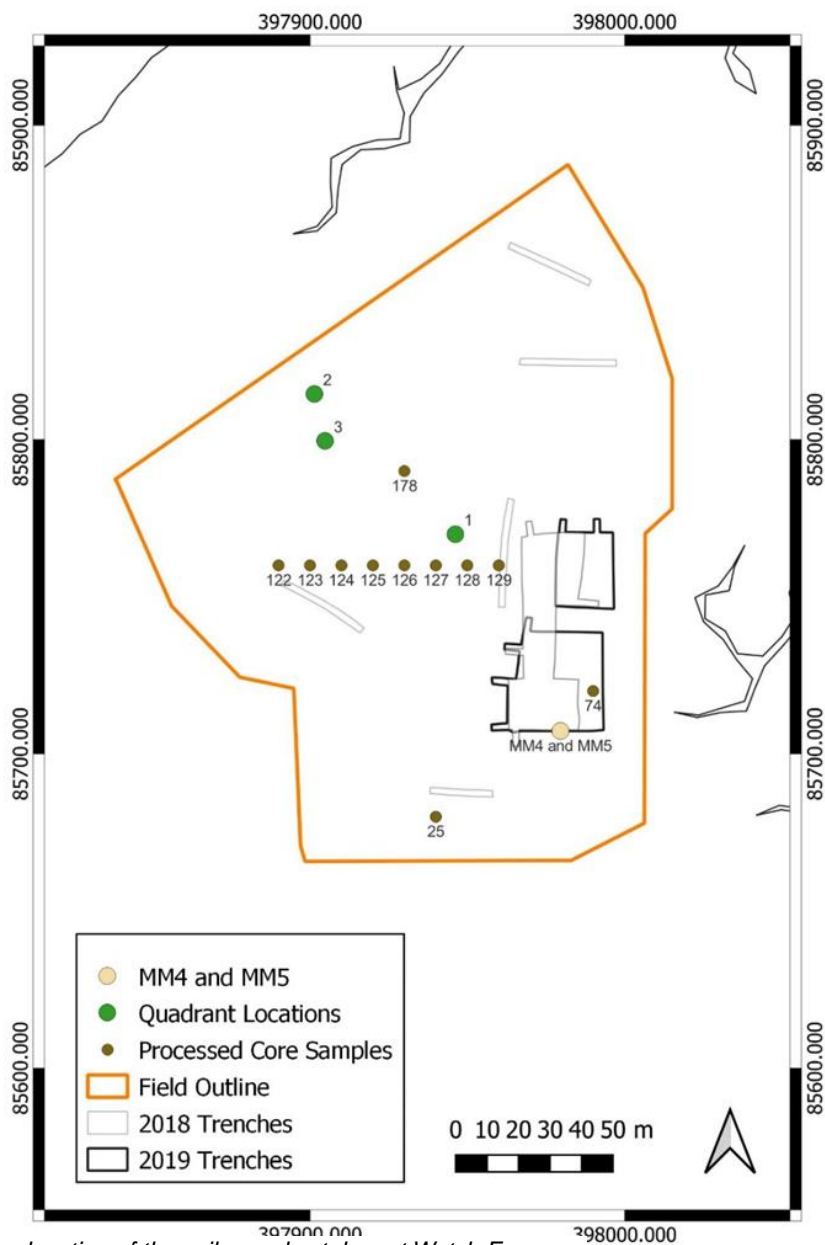 397900.000 398000.000
85900.000 85900.000
2
3
85800.000 85800.000
178
1
122 123 124 125 126 127 128 129
74
MM4 and MM5
85700.000 85700.000
25
MM4 and MM5
Quadrant Locations
Processed Core Samples
Field Outline
2018 Trenches
2019 Trenches
0 10 20 30 40 50 m
85600.000 85600.000
397900.000 398000.000